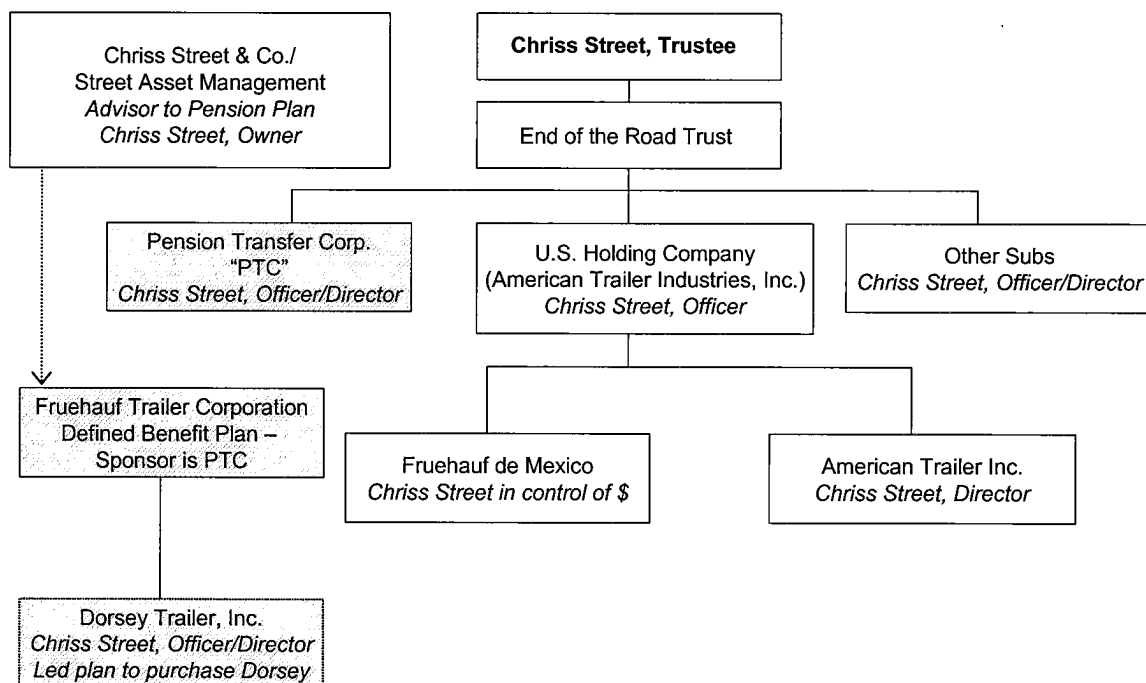 Chriss Street & Co./
Street Asset Management
Advisor to Pension Plan
Chriss Street, Owner
Chriss Street, Trustee
End of the Road Trust
Pension Transfer Corp.
“PTC”
Chriss Street, Officer/Director
U.S. Holding Company
(American Trailer Industries, Inc.)
Chriss Street, Officer
Other Subs
Chriss Street, Officer/Director
Fruehauf Trailer Corporation
Defined Benefit Plan –
Sponsor is PTC
Fruehauf de Mexico
Chriss Street in control of $
American Trailer Inc.
Chriss Street, Director
Dorsey Trailer, Inc.
Chriss Street, Officer/Director
Led plan to purchase Dorsey